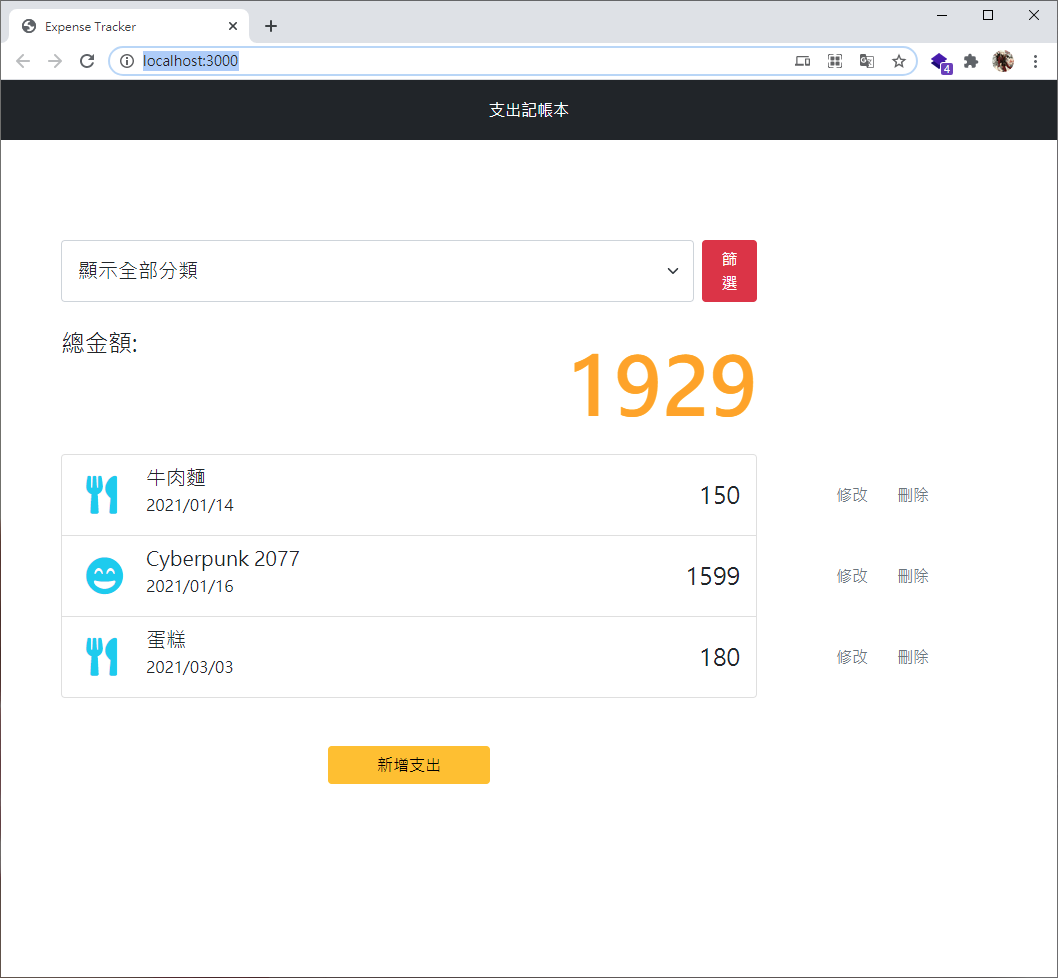 Expense Tracker
localhost:3000
4
支出記帳本
顯示全部分類
篩
選
總金額:
1929
牛肉麵
2021/01/14
150
修改
刪除
Cyberpunk 2077
2021/01/16
1599
修改
刪除
蛋糕
2021/03/03
180
修改
刪除
新增支出